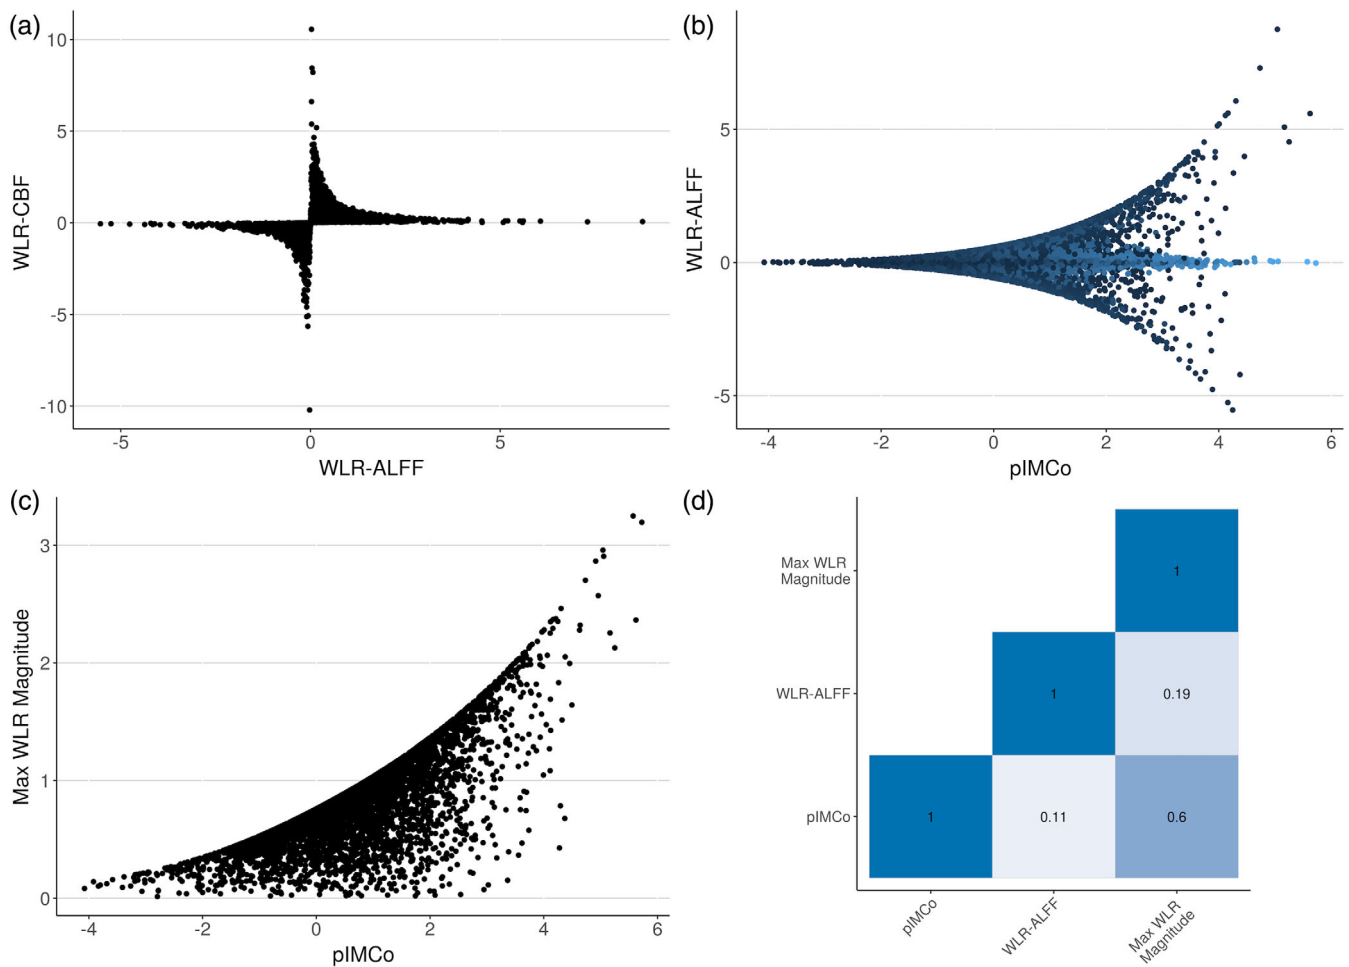 (a)
10
5
0
-5
-10
WLR-CBF
-5
0
5
WLR-ALFF
(b)
5
0
-5
WLR-ALFF
-4
-2
0
2
4
6
pIMCo
(c)
3
2
1
0
Max WLR Magnitude
-4
-2
0
2
4
6
pIMCo
(d)
Max WLR
Magnitude
1
WLR-ALFF
1
0.19
pIMCo
1
0.11
0.6
pIMCo
WLR-ALFF
Max WLR
Magnitude